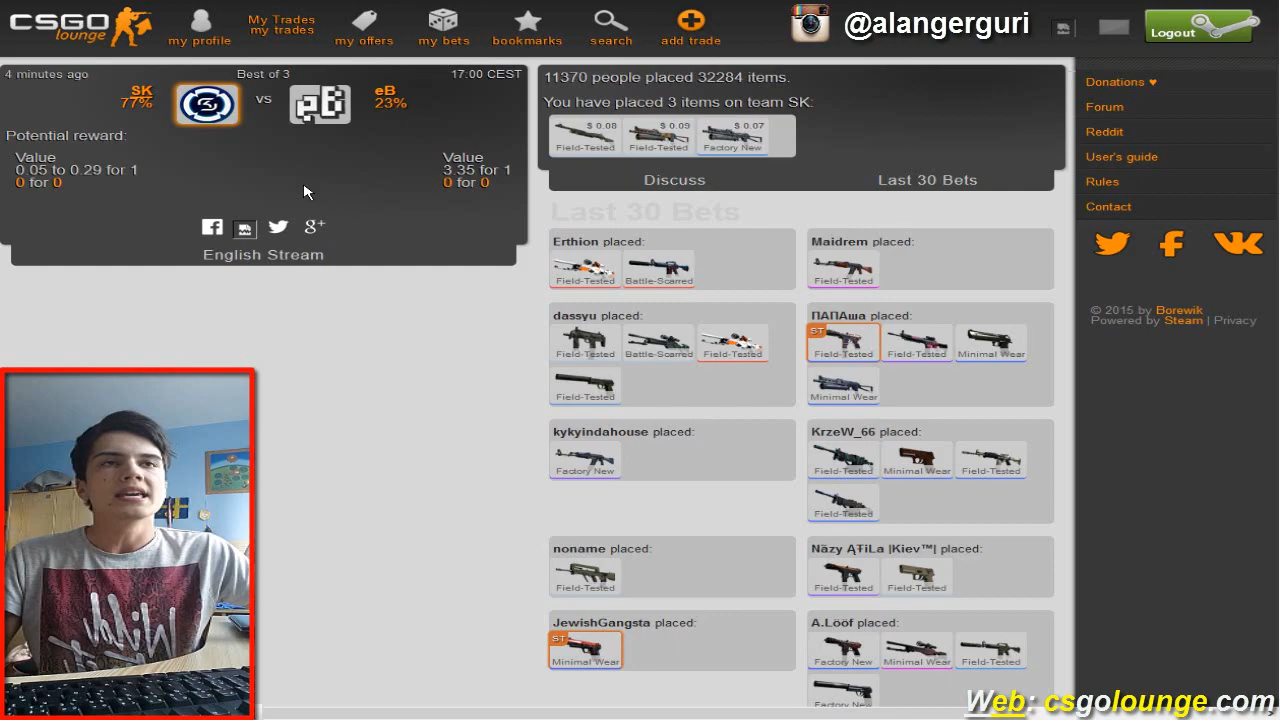 CSGO
lounge
my profile
My Trades
my trades
my offers
my bets
bookmarks
search
add trade
@alangerguri
Logout
4 minutes ago
Best of 3
17:00 CEST
SK
77%
vs
eB
eB
23%
Potential reward:
Value
0.05 to 0.29 for 1
0 for 0
Value
3.35 for 1
0 for 0
g+
English Stream
11370 people placed 32284 items.
You have placed 3 items on team SK:
$ 0.08
$ 0.09
$ 0.07
Field-Tested
Field-Tested
Factory New
Discuss
Last 30 Bets
Last 30 Bets
Erthion placed:
Field-Tested
Battle-Scarred
Maidrem placed:
Field-Tested
dassyu placed:
Field-Tested
Battle-Scarred
Field-Tested
Field-Tested
ПАПАша placed:
ST
Field-Tested
Field-Tested
Minimal Wear
Minimal Wear
kykyindahouse placed:
Factory New
KrzeW_66 placed:
Field-Tested
Minimal Wear
Field-Tested
Field-Tested
noname placed:
Field-Tested
Näzy ĄŦiLa |Kiev™| placed:
Field-Tested
Field-Tested
JewishGangsta placed:
ST
Minimal Wear
A.Lööf placed:
Factory New
Minimal Wear
Field-Tested
Factory New
Donations ♥
Forum
Reddit
User's guide
Rules
Contact
© 2015 by Borewik
Powered by Steam | Privacy
Web: csgolounge.com